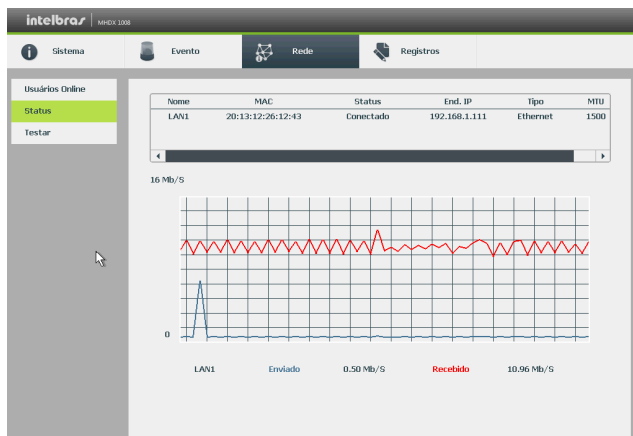 intelbras MHDX 1008
Sistema Evento Rede Registros
Usuários Online
Status
Testar
Nome MAC Status End. IP Tipo MTU
LAN1 20:13:12:26:12:43 Conectado 192.168.1.111 Ethernet 1500
16 Mb/S
0
LAN1 Enviado 0.50 Mb/S Recebido 10.96 Mb/S